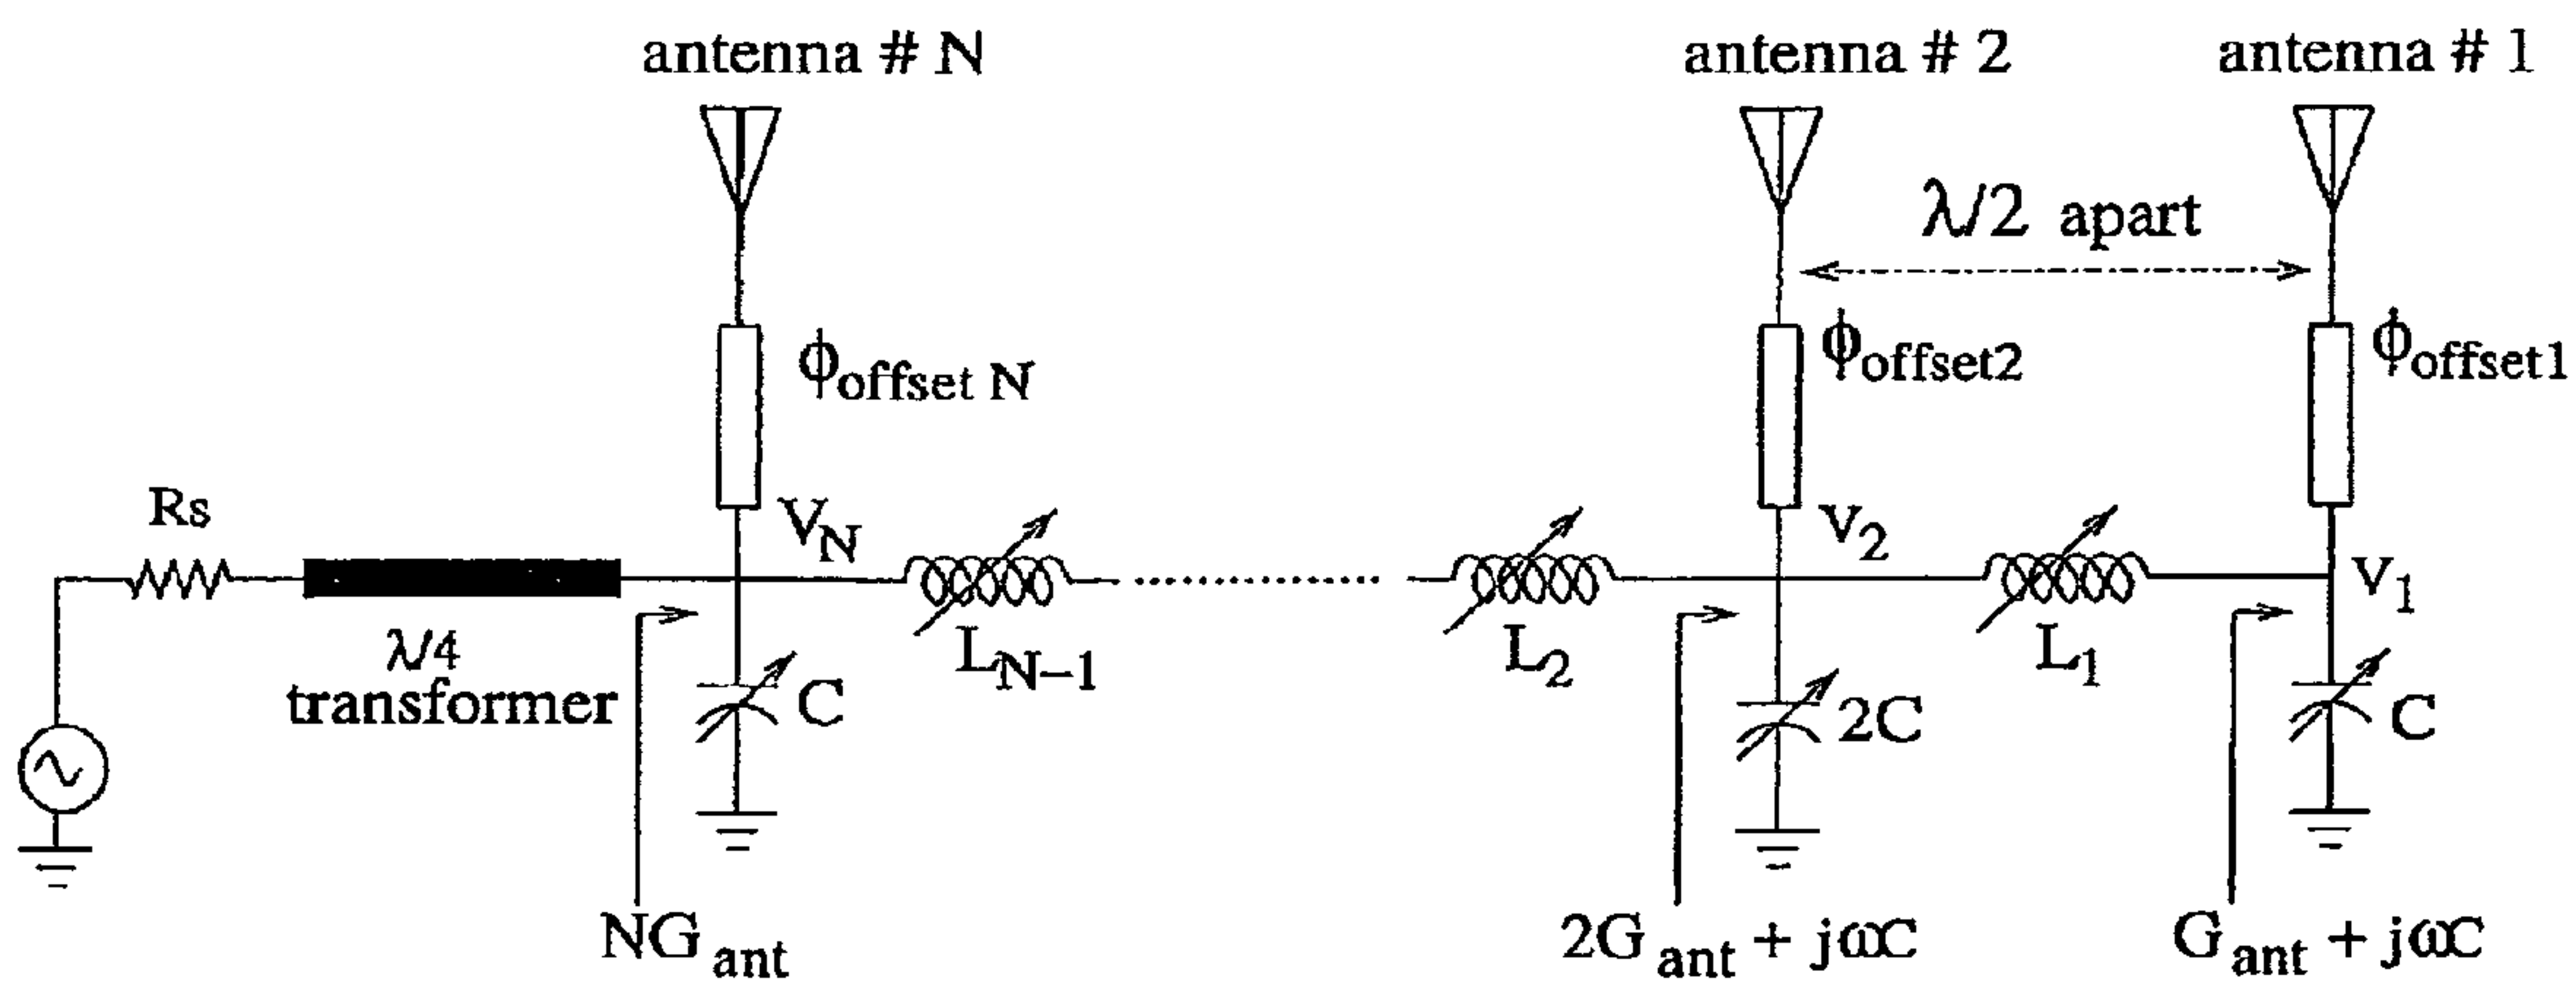 antenna # N
antenna # 2
antenna # 1
λ/2 apart
ϕoffset N
ϕoffset2
ϕoffset1
Rs
VN
V2
V1
λ/4
transformer
C
LN−1
L2
2C
L1
C
NGant
2Gant + jωC
Gant + jωC